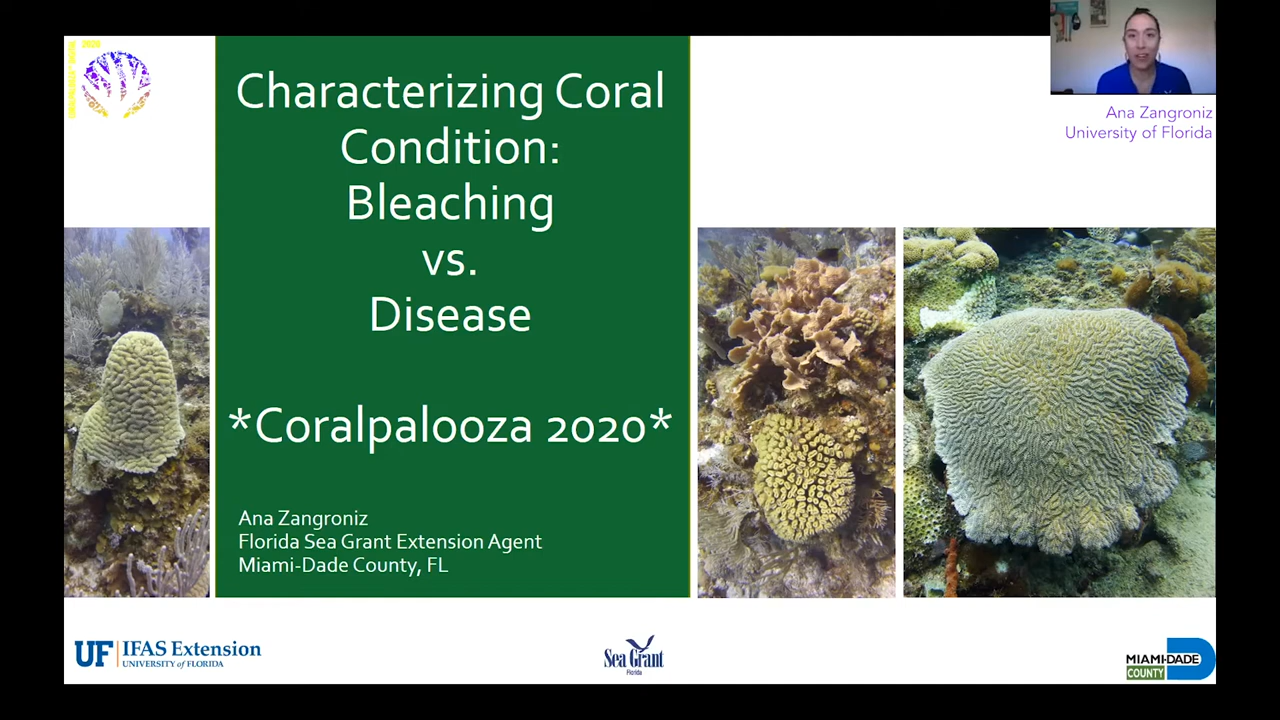 2020
Characterizing Coral
Condition:
Bleaching
vs.
Disease
*Coralpalooza 2020*
Ana Zangroniz
Florida Sea Grant Extension Agent
Miami-Dade County, FL
Ana Zangroniz
University of Florida
UF IFAS Extension
UNIVERSITY of FLORIDA
Sea Grant
Florida
MIAMI-DADE
COUNTY